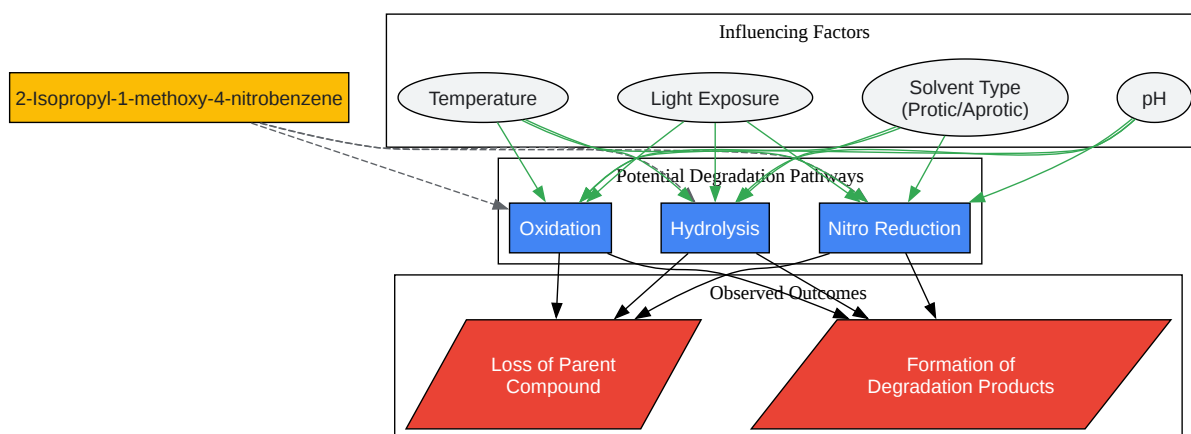 Influencing Factors
2-Isopropyl-1-methoxy-4-nitrobenzene
Temperature
Light Exposure
Solvent Type
(Protic/Aprotic)
pH
Potential Degradation Pathways
Oxidation
Hydrolysis
Nitro Reduction
Observed Outcomes
Loss of Parent
Compound
Formation of
Degradation Products